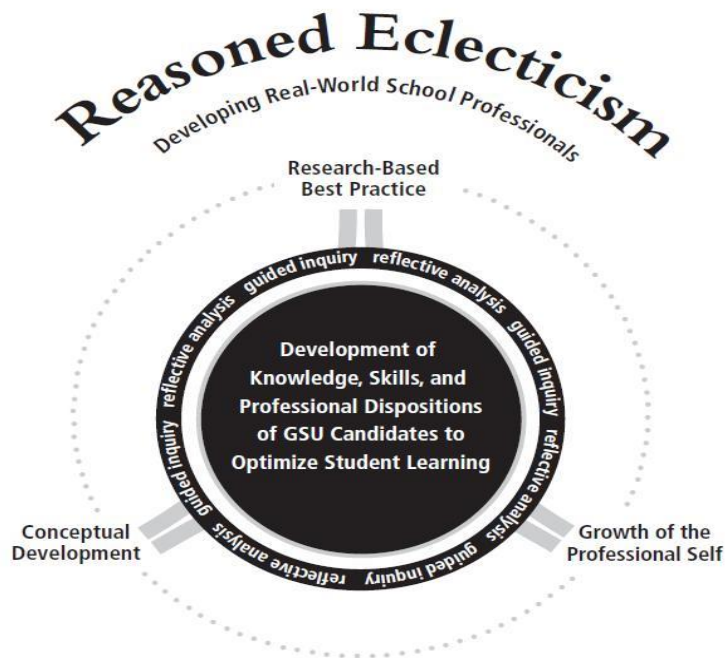 Reasoned Eclecticism
Developing Real-World School Professionals
Research-Based
Best Practice
guided inquiry reflective analysis guided inquiry reflective analysis guided inquiry reflective analysis guided inquiry reflective analysis
Development of
Knowledge, Skills, and
Professional Dispositions
of GSU Candidates to
Optimize Student Learning
Conceptual
Development
Growth of the
Professional Self